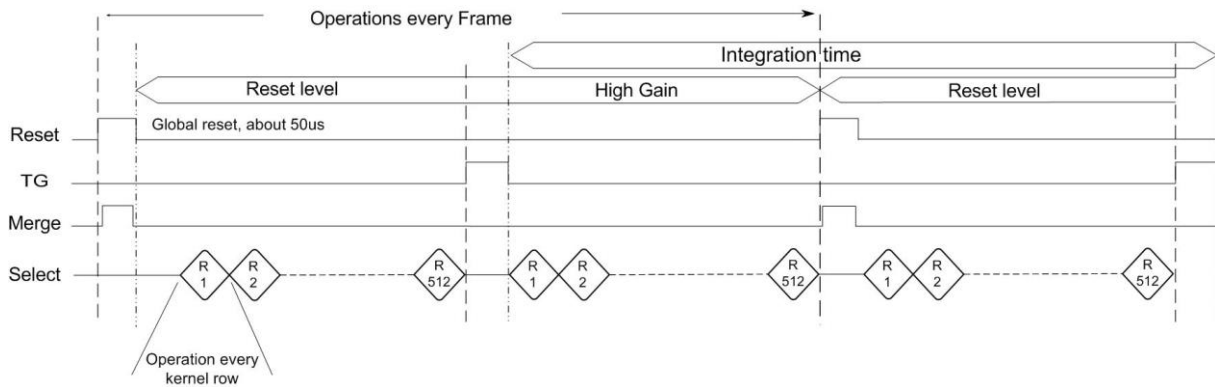 Operations every Frame
Integration time
Reset level
High Gain
Reset level
Reset
Global reset, about 50us
TG
Merge
Select
R
1
R
2
R
512
R
1
R
2
R
512
R
1
R
2
R
512
Operation every
kernel row